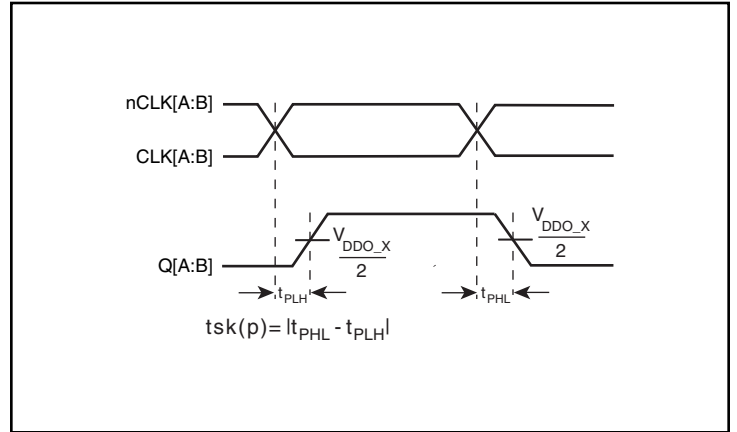 nCLK[A:B]
CLK[A:B]
Q[A:B]
V_DDO_X
2
V_DDO_X
2
t_PLH
t_PHL
tsk(p)= |t_PHL - t_PLH|